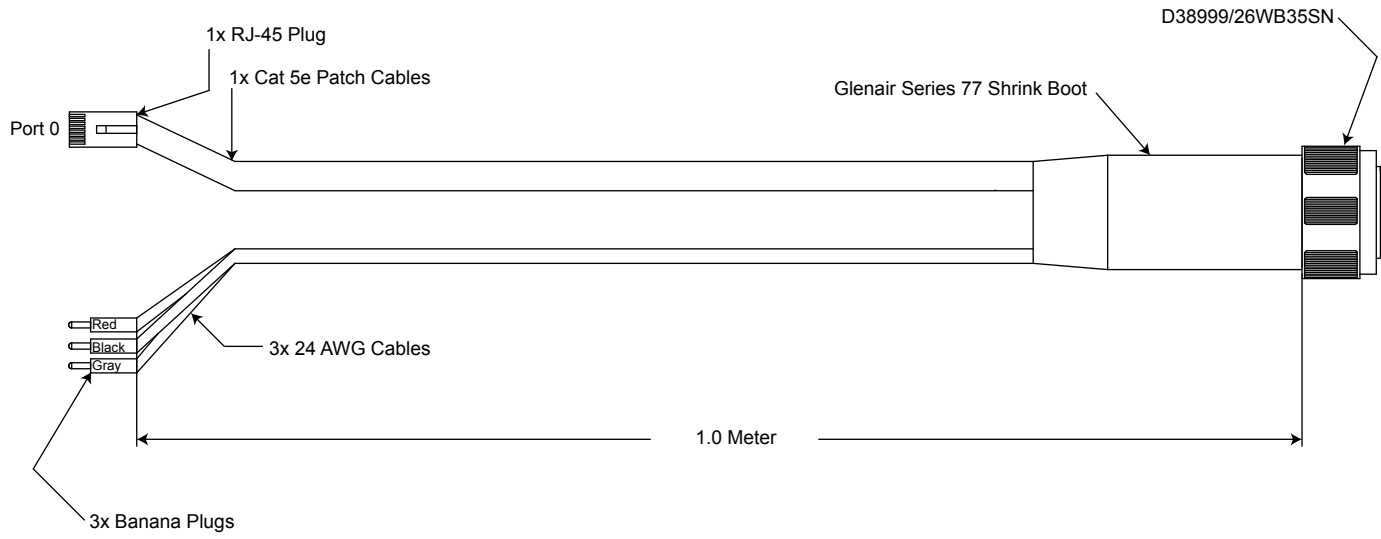 D38999/26WB35SN
1x RJ-45 Plug
1x Cat 5e Patch Cables
Glenair Series 77 Shrink Boot
Port 0
Red
Black
Gray
3x 24 AWG Cables
1.0 Meter
3x Banana Plugs